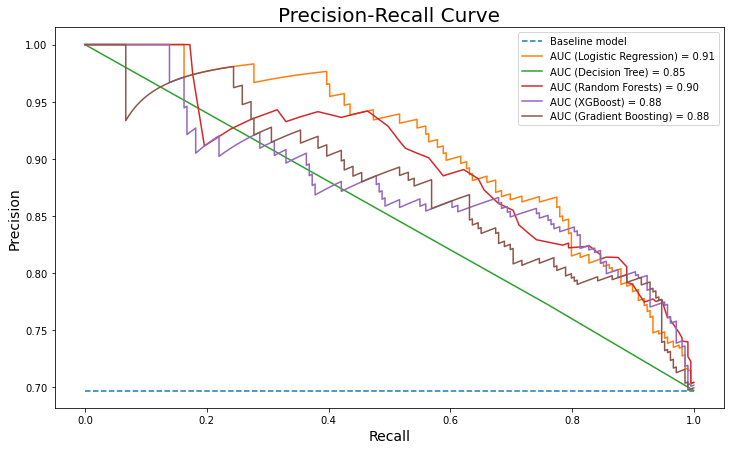 Precision-Recall Curve
Baseline model
AUC (Logistic Regression) = 0.91
AUC (Decision Tree) = 0.85
AUC (Random Forests) = 0.90
AUC (XGBoost) = 0.88
AUC (Gradient Boosting) = 0.88
Precision
1.00
0.95
0.90
0.85
0.80
0.75
0.70
0.0 0.2 0.4 0.6 0.8 1.0
Recall